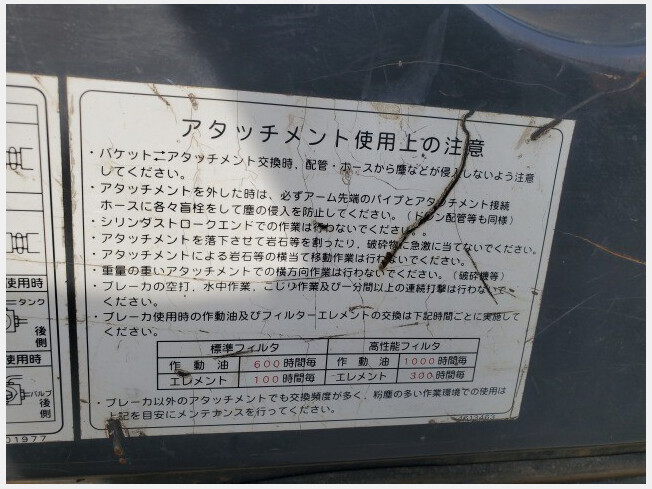 アタッチメント使用上の注意
・バケット⇄アタッチメント交換時、配管・ホースから塵などが侵入しないよう注意
してください。
・アタッチメントを外した時は、必ずアーム先端のパイプとアタッチメント接続
ホースに各々盲栓をして塵の侵入を防止してください。(ドレン配管等も同様)
・シリンダストロークエンドでの作業は行わないでください。
・アタッチメントを落下させて岩石等を割ったり、破砕物に急激に当てないでください。
・アタッチメントによる岩石等の横当て移動作業は行わないでください。
・重量の重いアタッチメントでの横方向作業は行わないでください。(破砕機等)
・ブレーカの空打、水中作業、こじり作業及び一分間以上の連続打撃は行わないで
ください。
・ブレーカ使用時の作動油及びフィルターエレメントの交換は下記時間ごとに実施して
ください。
標準フィルタ 高性能フィルタ
作動油 600時間毎 作動油 1000時間毎
エレメント 100時間毎 エレメント 300時間毎
・ブレーカ以外のアタッチメントでも交換頻度が多く、粉塵の多い作業環境での使用は
上記を目安にメンテナンスを行ってください。
使用時
タンク
後側
使用時
バルブ
後側
01977